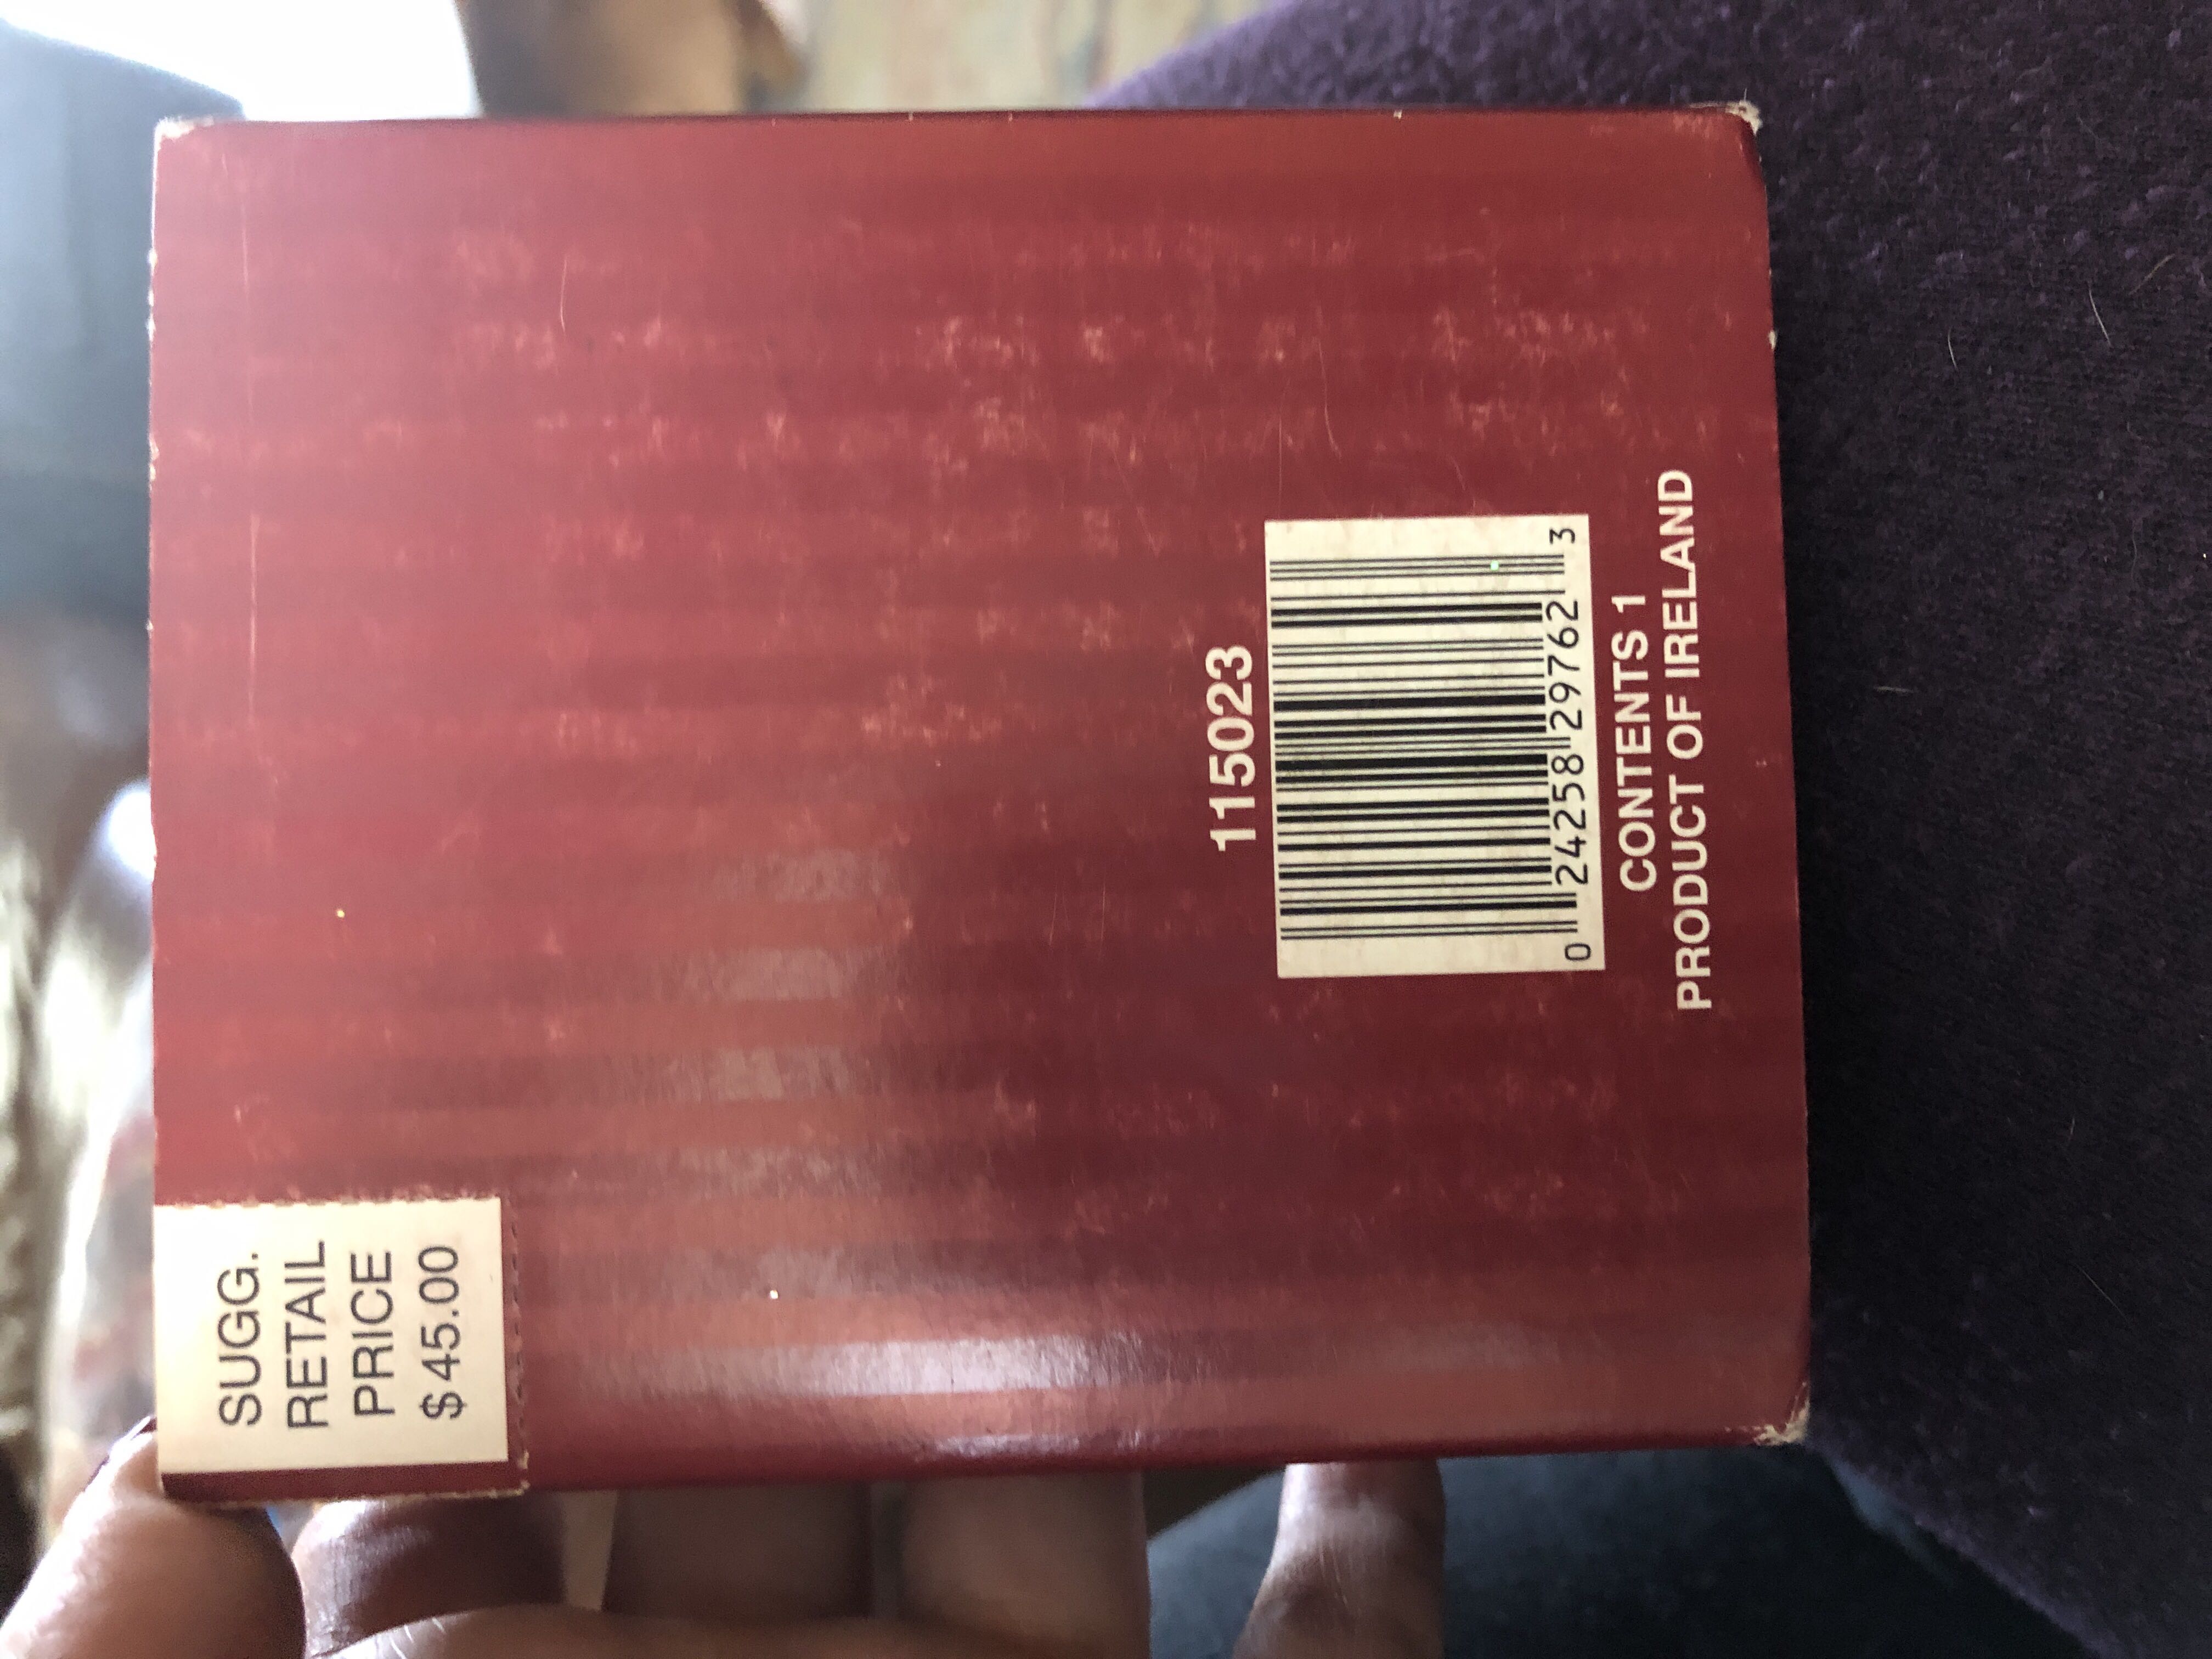 SUGG.
RETAIL
PRICE
$45.00
115023
0 24258 29762 3
CONTENTS 1
PRODUCT OF IRELAND